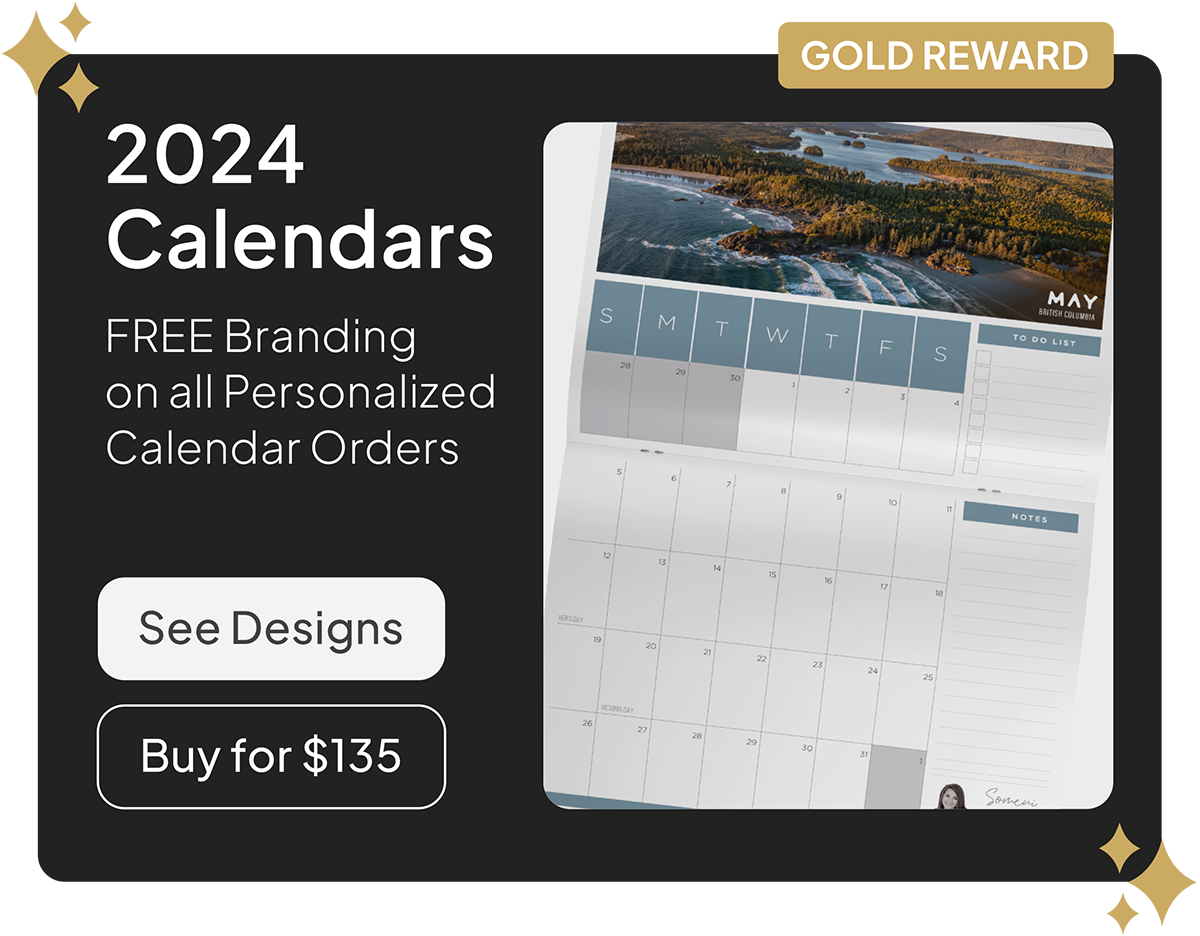 GOLD REWARD
2024
Calendars
FREE Branding
on all Personalized
Calendar Orders
See Designs
Buy for $135
MAY
BRITISH COLUMBIA
S M T W T F S
28 29 30 1 2 3 4
TO DO LIST
5 6 7 8 9 10 11
NOTES
12 13 14 15 16 17 18
HER'S DAY
19 20 21 22 23 24 25
VICTORIA DAY
26 27 28 29 30 31 1